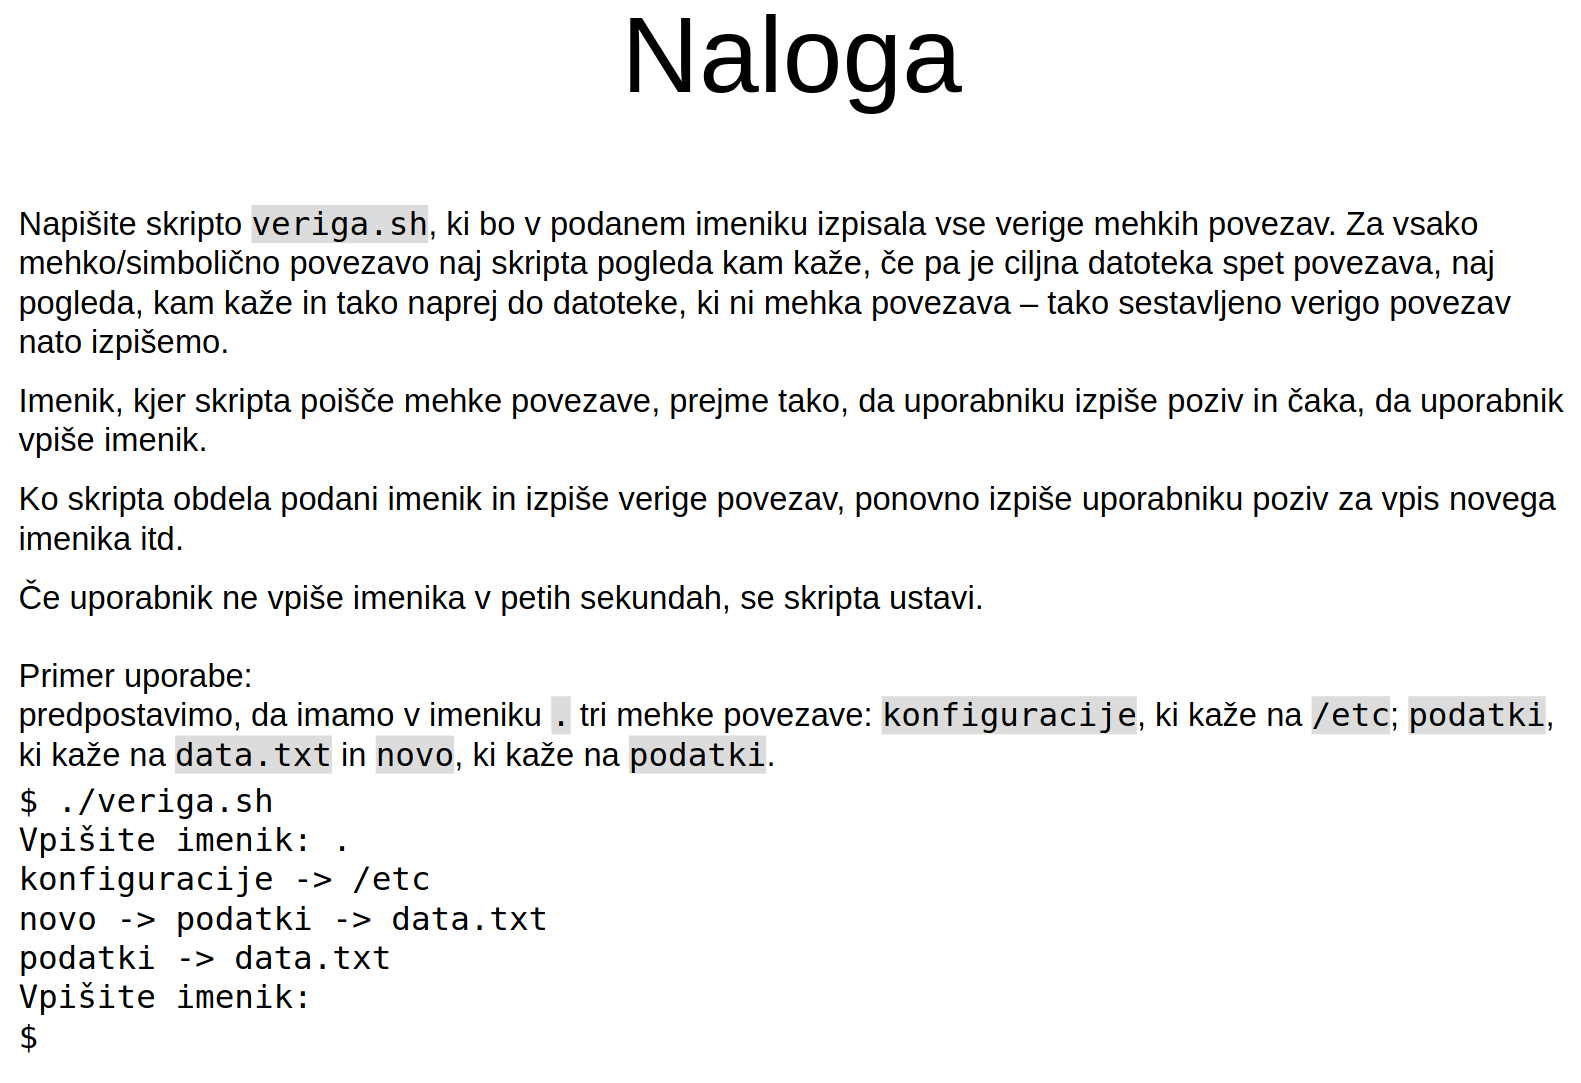 Naloga
Napišite skripto veriga.sh, ki bo v podanem imeniku izpisala vse verige mehkih povezav. Za vsako
mehko/simbolično povezavo naj skripta pogleda kam kaže, če pa je ciljna datoteka spet povezava, naj
pogleda, kam kaže in tako naprej do datoteke, ki ni mehka povezava – tako sestavljeno verigo povezav
nato izpišemo.
Imenik, kjer skripta poišče mehke povezave, prejme tako, da uporabniku izpiše poziv in čaka, da uporabnik
vpiše imenik.
Ko skripta obdela podani imenik in izpiše verige povezav, ponovno izpiše uporabniku poziv za vpis novega
imenika itd.
Če uporabnik ne vpiše imenika v petih sekundah, se skripta ustavi.
Primer uporabe:
predpostavimo, da imamo v imeniku . tri mehke povezave: konfiguracije, ki kaže na /etc; podatki,
ki kaže na data.txt in novo, ki kaže na podatki.
$ ./veriga.sh
Vpišite imenik: .
konfiguracije -> /etc
novo -> podatki -> data.txt
podatki -> data.txt
Vpišite imenik:
$